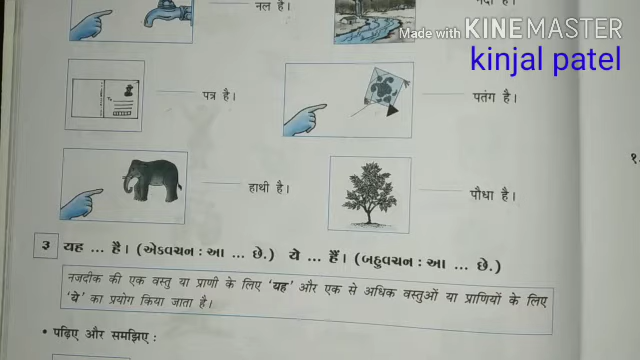 Made with KINEMASTER
kinjal patel
नल है।
नदी है।
पत्र है।
पतंग है।
हाथी है।
पौधा है।
३ यह ... है। (એકવચન : આ ... છે.) ये ... हैं। (બહુવચન : આ ... છે.)
नजदीक की एक वस्तु या प्राणी के लिए 'यह' और एक से अधिक वस्तुओं या प्राणियों के लिए
'ये' का प्रयोग किया जाता है।
• पढ़िए और समझिए :